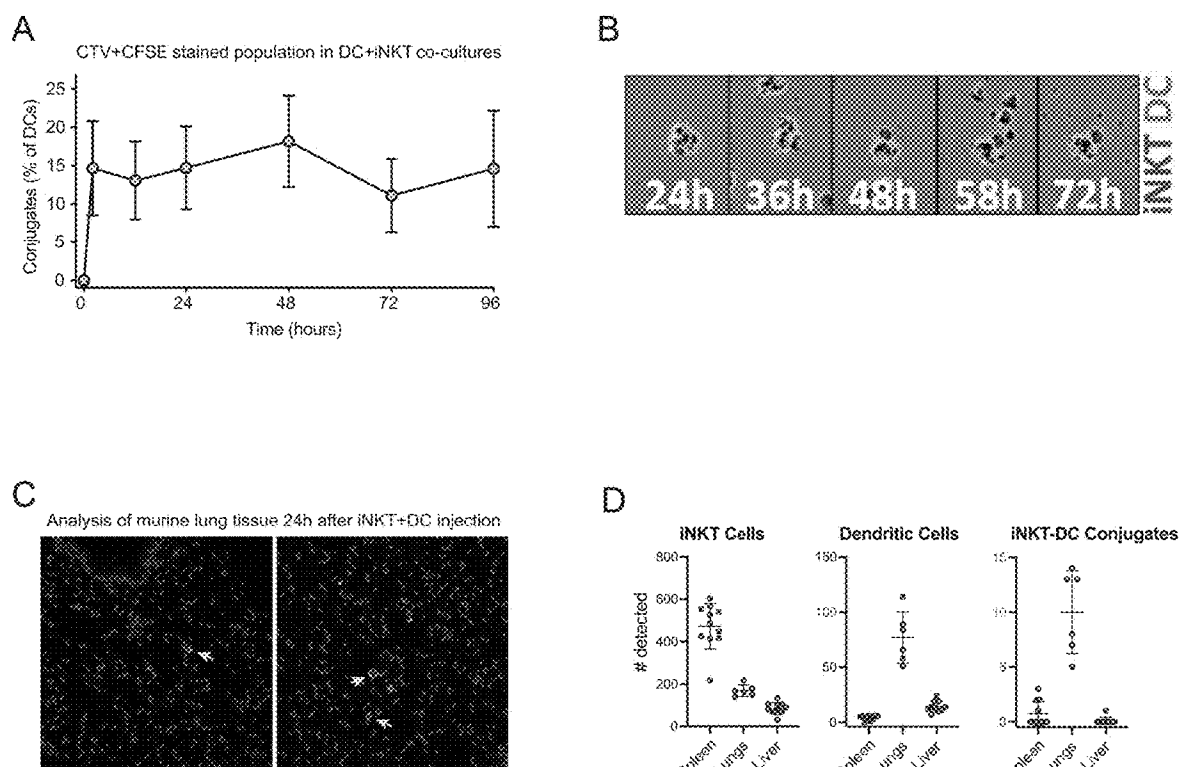 A
CTV+CFSE stained population in DC+iNKT co-cultures
Conjugates (% of DCs)
25
20
15
10
5
0
0 24 48 72 96
Time (hours)
B
24h 36h 48h 58h 72h
iNKT DC
C
Analysis of murine lung tissue 24h after iNKT+DC injection
D
iNKT Cells
# detected
800
600
400
200
0
Liver
Dendritic Cells
150
100
50
0
Liver
iNKT-DC Conjugates
15
10
5
0
Liver